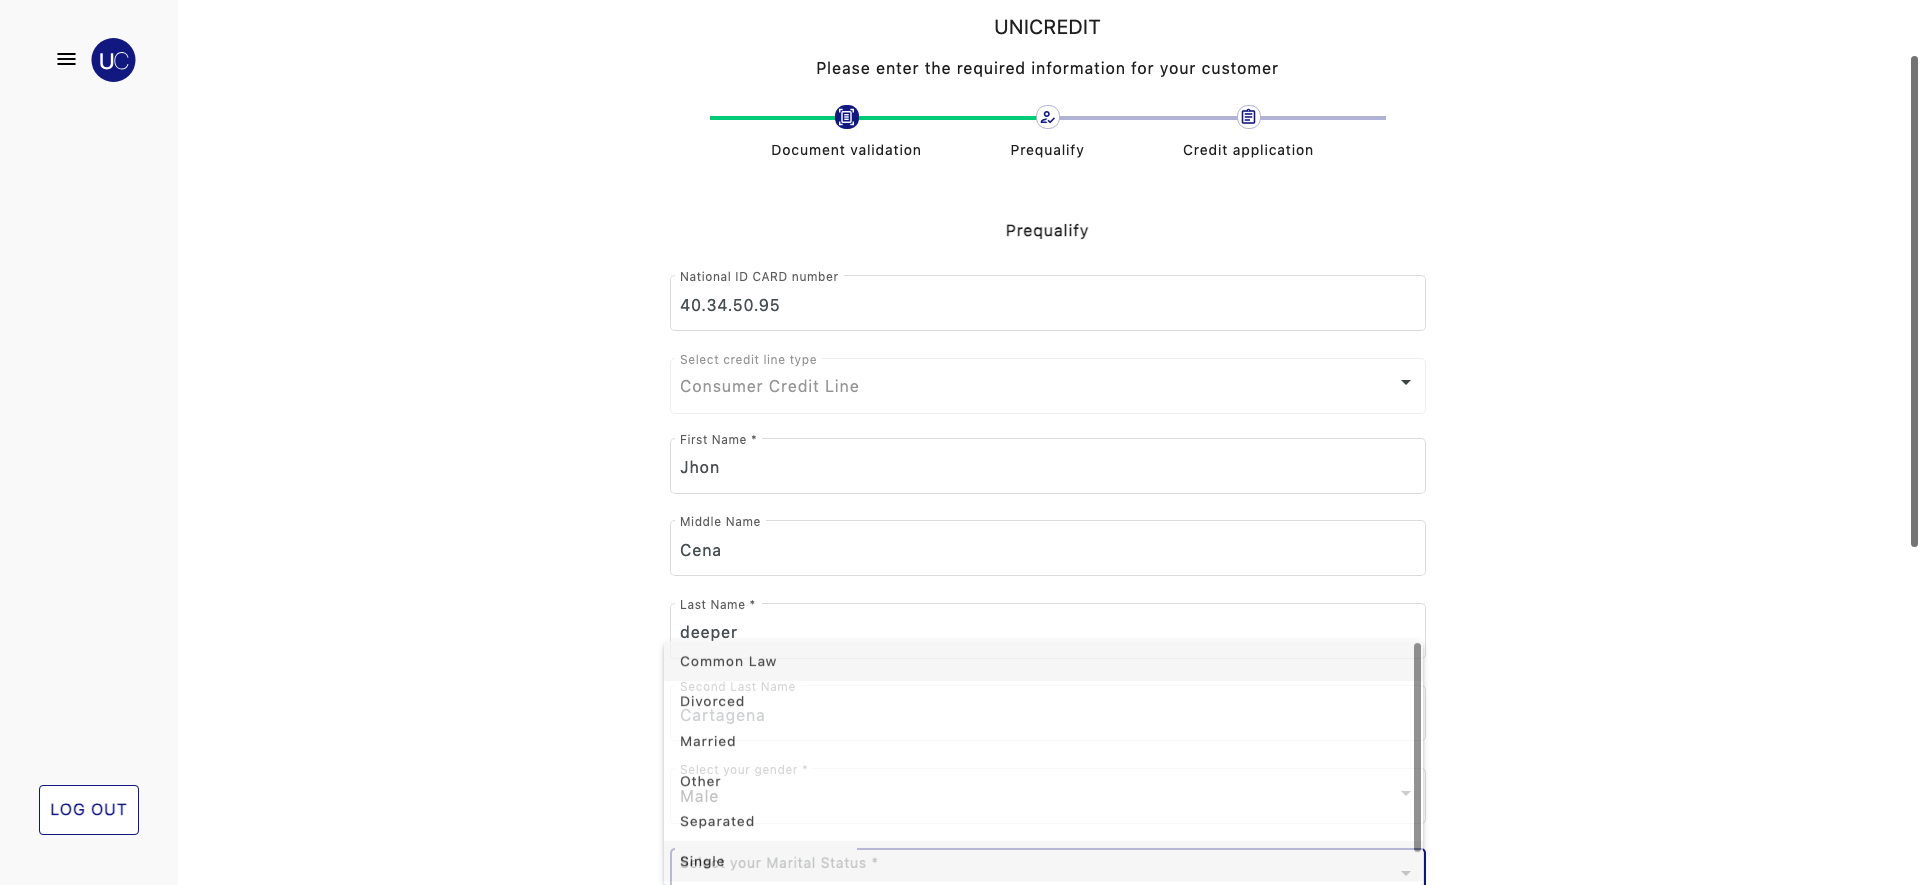 UNICREDIT
UC
Please enter the required information for your customer
Document validation
Prequalify
Credit application
Prequalify
National ID CARD number
40.34.50.95
Select credit line type
Consumer Credit Line
First Name *
Jhon
Middle Name
Cena
Last Name *
deeper
Common Law
Second Last Name
Divorced
Cartagena
Married
Select your gender *
Other
Male
LOG OUT
Separated
Single
your Marital Status *